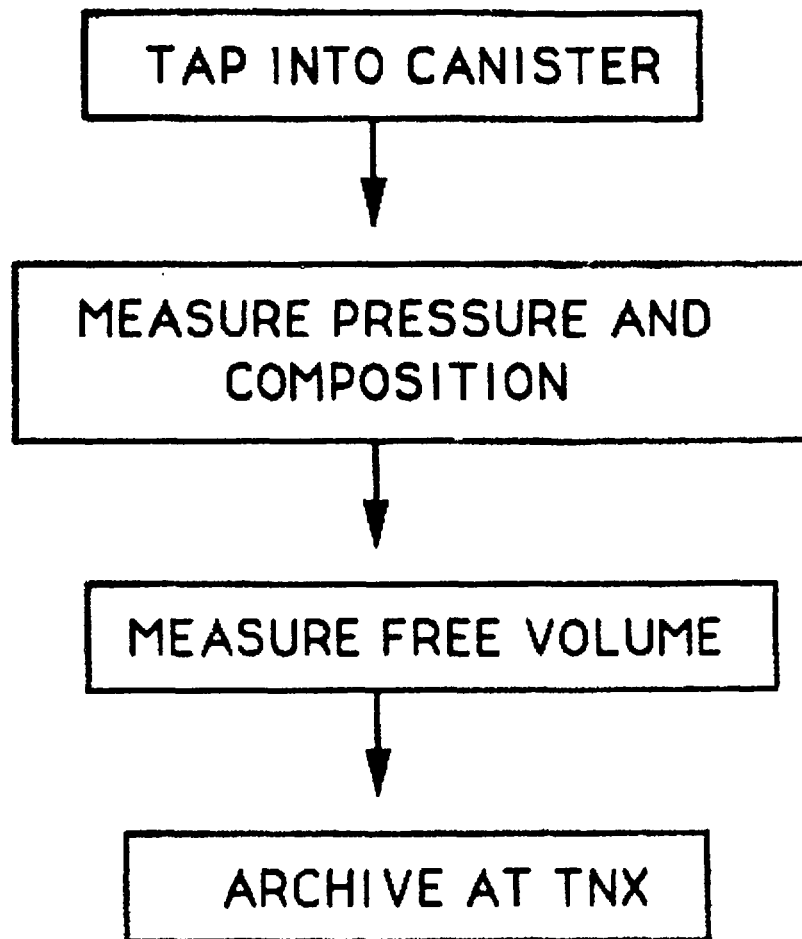 TAP INTO CANISTER
MEASURE PRESSURE AND
COMPOSITION
MEASURE FREE VOLUME
ARCHIVE AT TNX